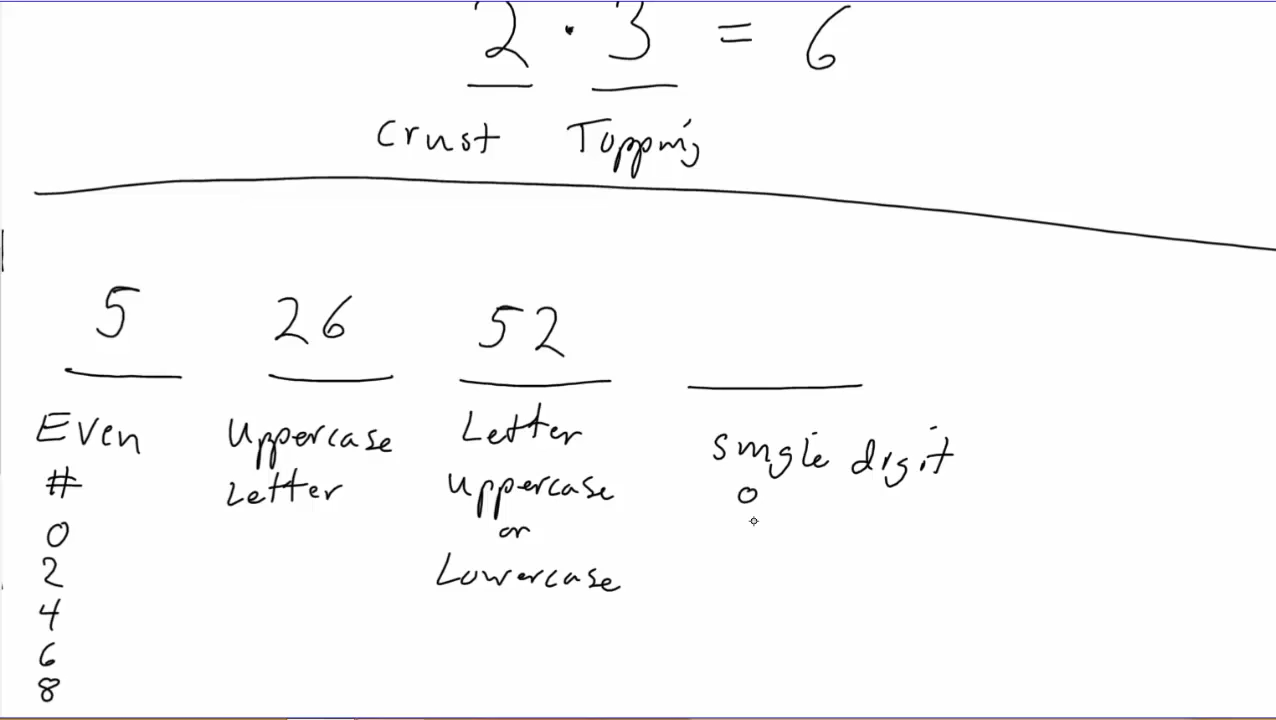 2 · 3 = 6
Crust Topping
5 26 52
Even
#
0
2
4
6
8
Uppercase
Letter
Letter
Uppercase
or
Lowercase
single digit
0